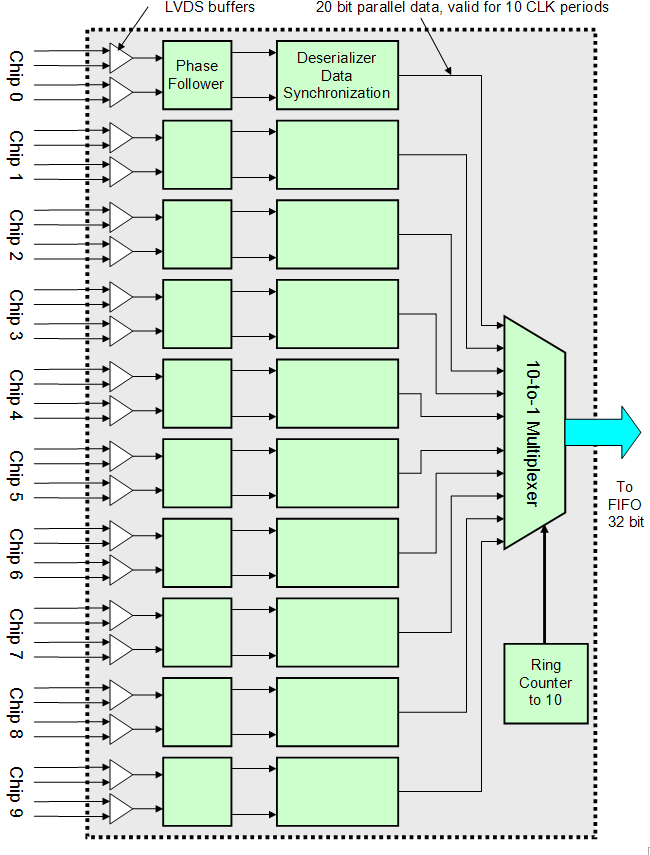 LVDS buffers
20 bit parallel data, valid for 10 CLK periods
Chip 0
Phase
Follower
Deserializer
Data
Synchronization
Chip 1
Chip 2
Chip 3
Chip 4
10-to-1 Multiplexer
Chip 5
To
FIFO
32 bit
Chip 6
Chip 7
Ring
Counter
to 10
Chip 8
Chip 9